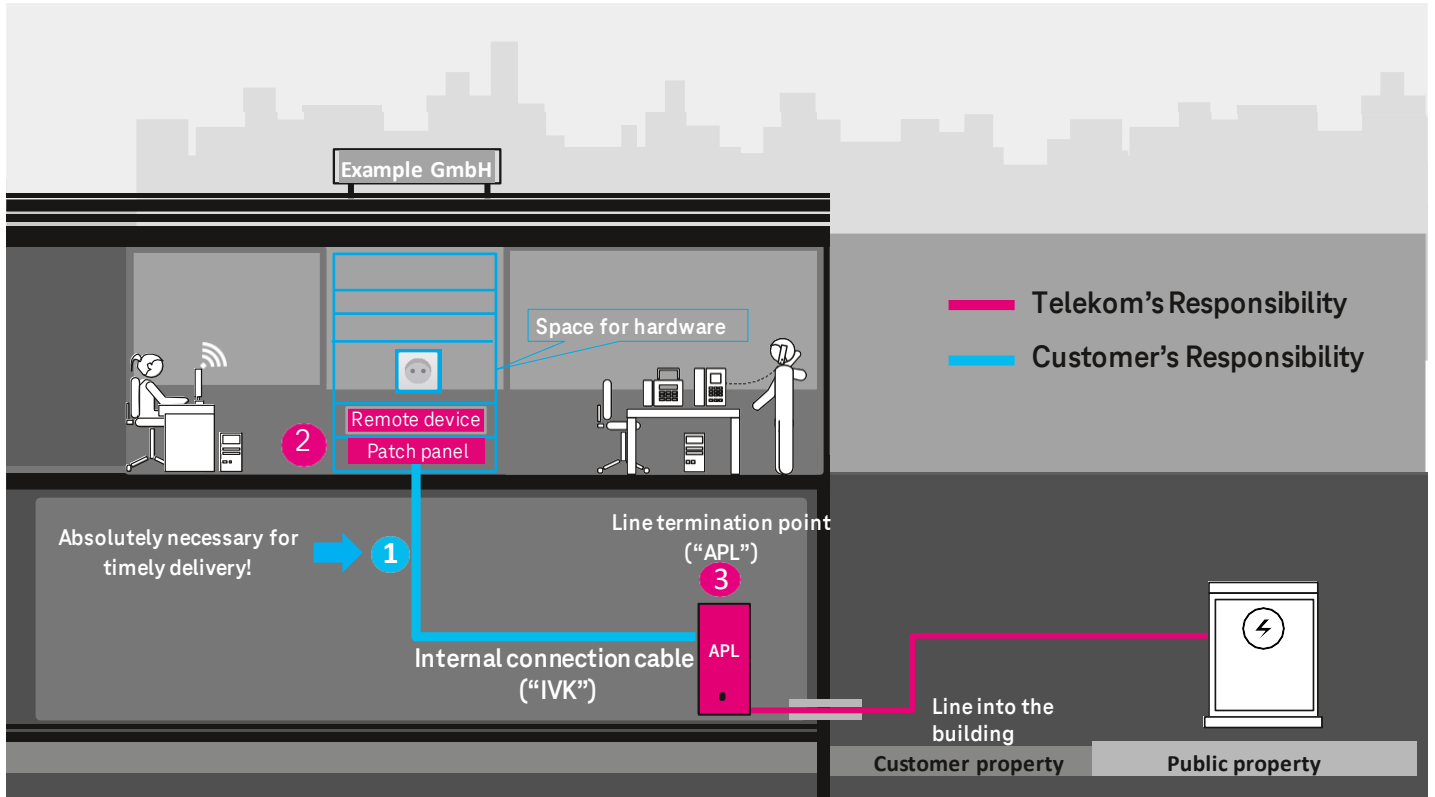 Example GmbH
Telekom's Responsibility
Customer's Responsibility
Space for hardware
Remote device
2
Patch panel
Absolutely necessary for
timely delivery!
1
Line termination point
("APL")
3
APL
Internal connection cable
("IVK")
Line into the
building
Customer property
Public property